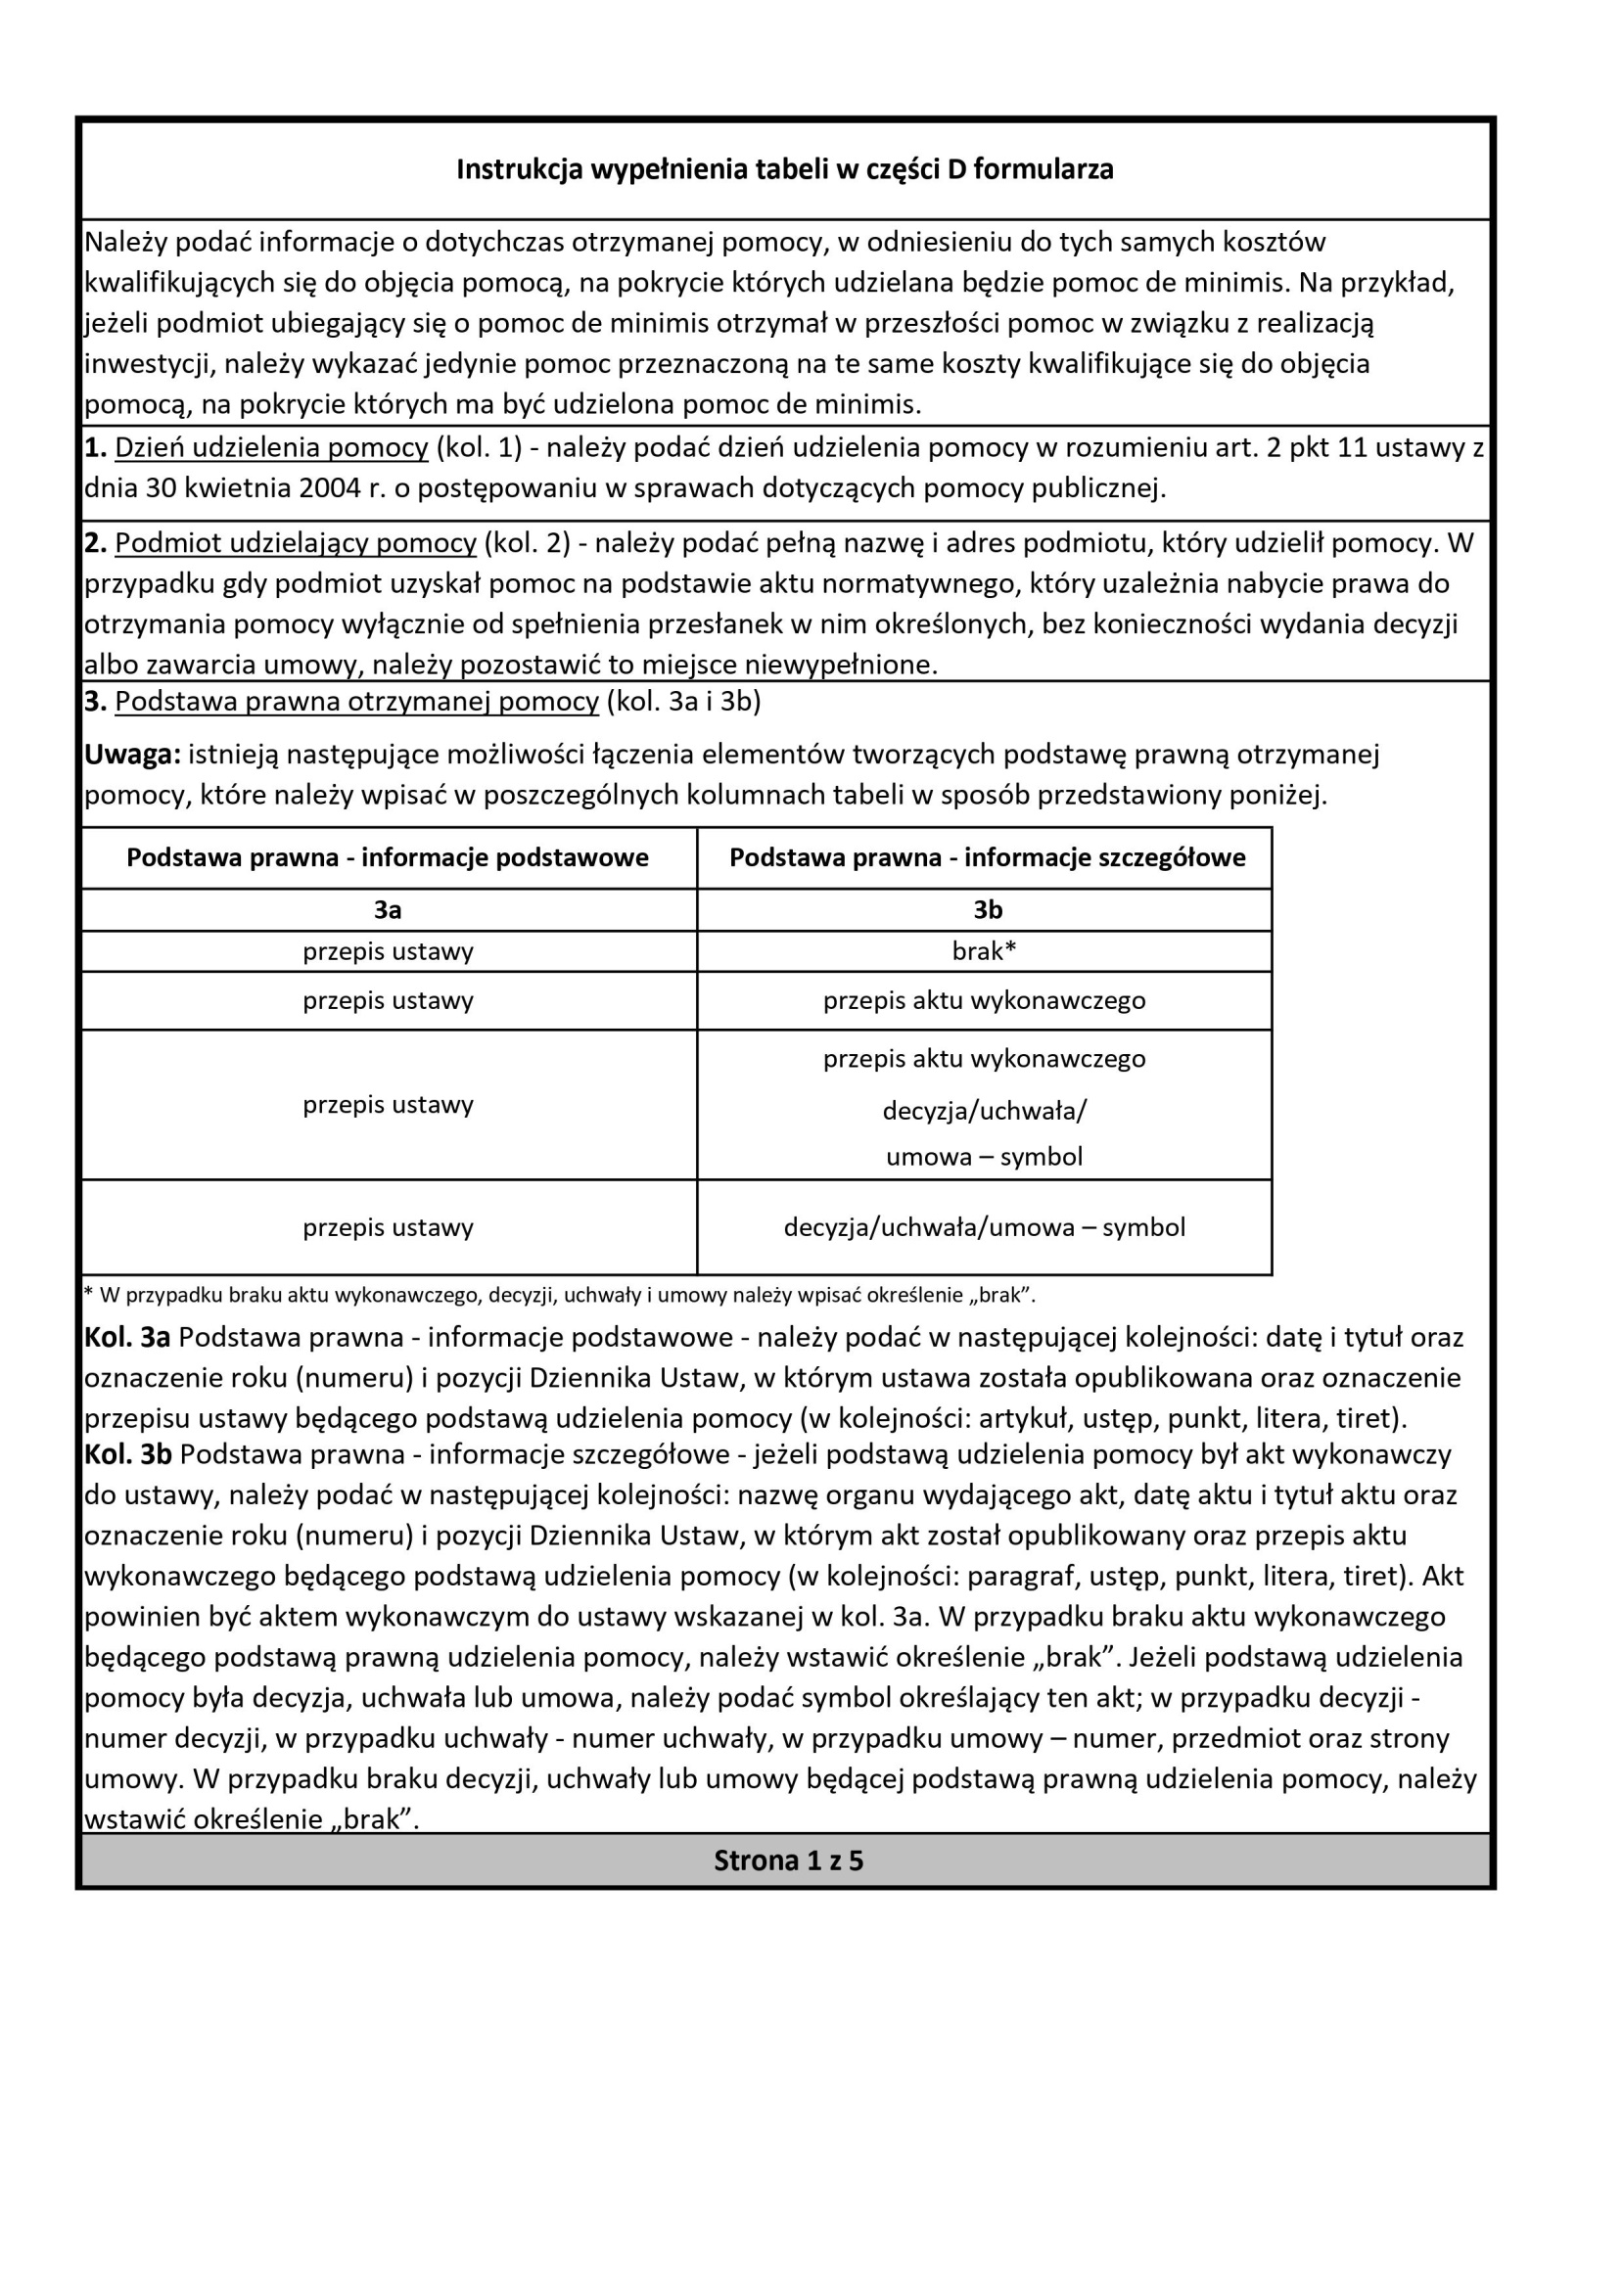 Instrukcja wypełnienia tabeli w części D formularza
Należy podać informacje o dotychczas otrzymanej pomocy, w odniesieniu do tych samych kosztów
kwalifikujących się do objęcia pomocą, na pokrycie których udzielana będzie pomoc de minimis. Na przykład,
jeżeli podmiot ubiegający się o pomoc de minimis otrzymał w przeszłości pomoc w związku z realizacją
inwestycji, należy wykazać jedynie pomoc przeznaczoną na te same koszty kwalifikujące się do objęcia
pomocą, na pokrycie których ma być udzielona pomoc de minimis.
1. Dzień udzielenia pomocy (kol. 1) - należy podać dzień udzielenia pomocy w rozumieniu art. 2 pkt 11 ustawy z
dnia 30 kwietnia 2004 r. o postępowaniu w sprawach dotyczących pomocy publicznej.
2. Podmiot udzielający pomocy (kol. 2) - należy podać pełną nazwę i adres podmiotu, który udzielił pomocy. W
przypadku gdy podmiot uzyskał pomoc na podstawie aktu normatywnego, który uzależnia nabycie prawa do
otrzymania pomocy wyłącznie od spełnienia przesłanek w nim określonych, bez konieczności wydania decyzji
albo zawarcia umowy, należy pozostawić to miejsce niewypełnione.
3. Podstawa prawna otrzymanej pomocy (kol. 3a i 3b)
Uwaga: istnieją następujące możliwości łączenia elementów tworzących podstawę prawną otrzymanej
pomocy, które należy wpisać w poszczególnych kolumnach tabeli w sposób przedstawiony poniżej.
Podstawa prawna - informacje podstawowe Podstawa prawna - informacje szczegółowe
3a 3b
przepis ustawy brak*
przepis ustawy przepis aktu wykonawczego
przepis aktu wykonawczego
przepis ustawy decyzja/uchwała/
umowa – symbol
przepis ustawy decyzja/uchwała/umowa – symbol
* W przypadku braku aktu wykonawczego, decyzji, uchwały i umowy należy wpisać określenie „brak”.
Kol. 3a Podstawa prawna - informacje podstawowe - należy podać w następującej kolejności: datę i tytuł oraz
oznaczenie roku (numeru) i pozycji Dziennika Ustaw, w którym ustawa została opublikowana oraz oznaczenie
przepisu ustawy będącego podstawą udzielenia pomocy (w kolejności: artykuł, ustęp, punkt, litera, tiret).
Kol. 3b Podstawa prawna - informacje szczegółowe - jeżeli podstawą udzielenia pomocy był akt wykonawczy
do ustawy, należy podać w następującej kolejności: nazwę organu wydającego akt, datę aktu i tytuł aktu oraz
oznaczenie roku (numeru) i pozycji Dziennika Ustaw, w którym akt został opublikowany oraz przepis aktu
wykonawczego będącego podstawą udzielenia pomocy (w kolejności: paragraf, ustęp, punkt, litera, tiret). Akt
powinien być aktem wykonawczym do ustawy wskazanej w kol. 3a. W przypadku braku aktu wykonawczego
będącego podstawą prawną udzielenia pomocy, należy wstawić określenie „brak”. Jeżeli podstawą udzielenia
pomocy była decyzja, uchwała lub umowa, należy podać symbol określający ten akt; w przypadku decyzji -
numer decyzji, w przypadku uchwały - numer uchwały, w przypadku umowy – numer, przedmiot oraz strony
umowy. W przypadku braku decyzji, uchwały lub umowy będącej podstawą prawną udzielenia pomocy, należy
wstawić określenie „brak”.
Strona 1 z 5